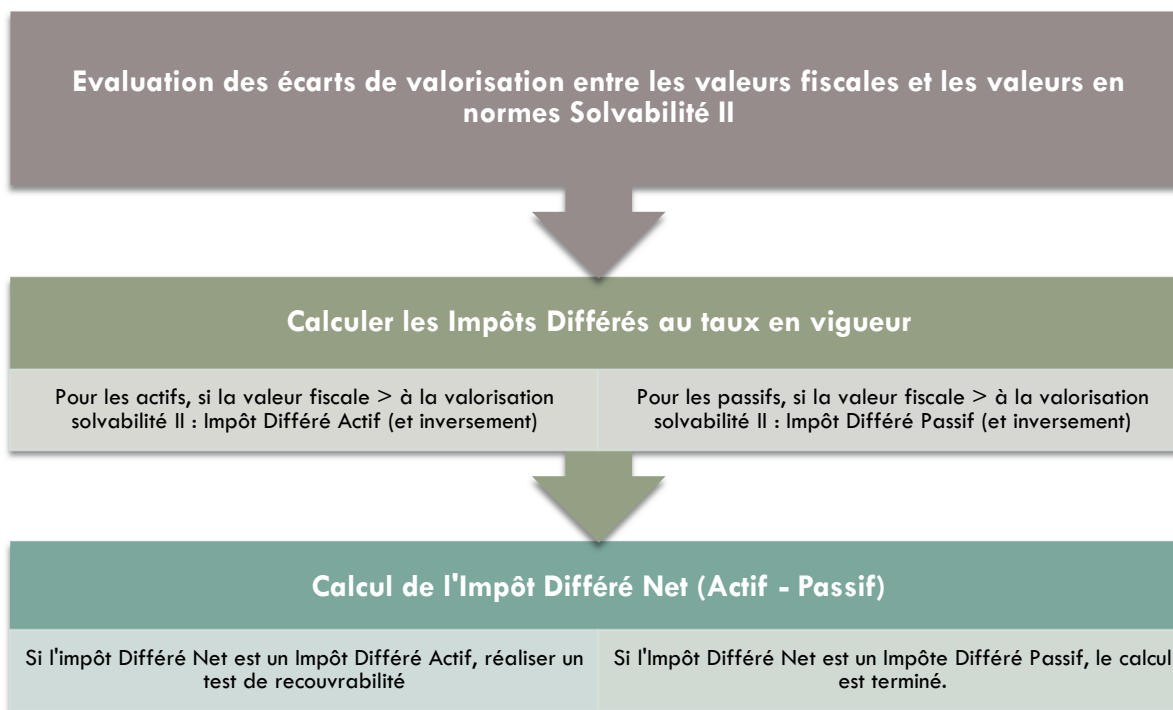 Evaluation des écarts de valorisation entre les valeurs fiscales et les valeurs en
normes Solvabilité II
Calculer les Impôts Différés au taux en vigueur
Pour les actifs, si la valeur fiscale > à la valorisation
solvabilité II : Impôt Différé Actif (et inversement)
Pour les passifs, si la valeur fiscale > à la valorisation
solvabilité II : Impôt Différé Passif (et inversement)
Calcul de l'Impôt Différé Net (Actif - Passif)
Si l'impôt Différé Net est un Impôt Différé Actif, réaliser un
test de recouvrabilité
Si l'Impôt Différé Net est un Impôte Différé Passif, le calcul
est terminé.